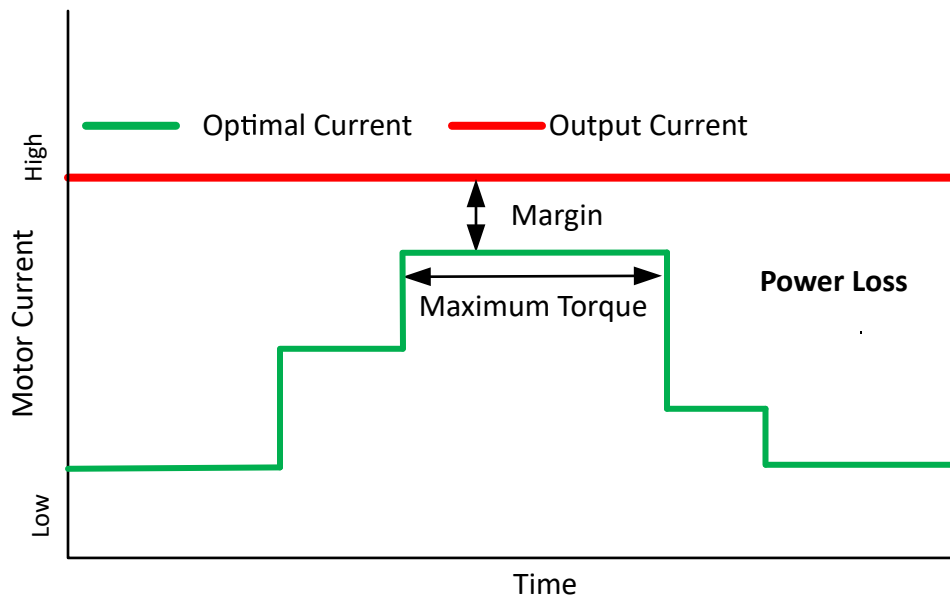 Optimal Current
Output Current
High
Margin
Power Loss
Maximum Torque
Motor Current
Low
Time